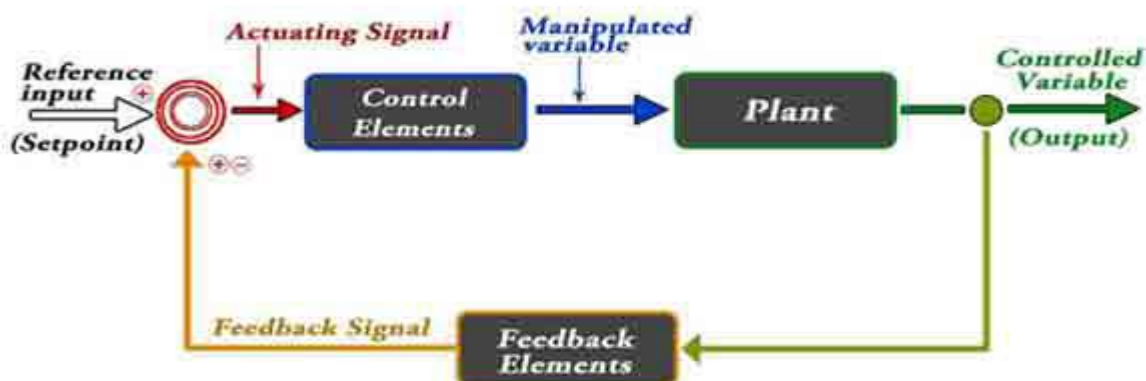 Actuating Signal
Manipulated
variable
Controlled
Variable
Reference
input
(Setpoint)
+
Control
Elements
Plant
(Output)
+ −
Feedback Signal
Feedback
Elements